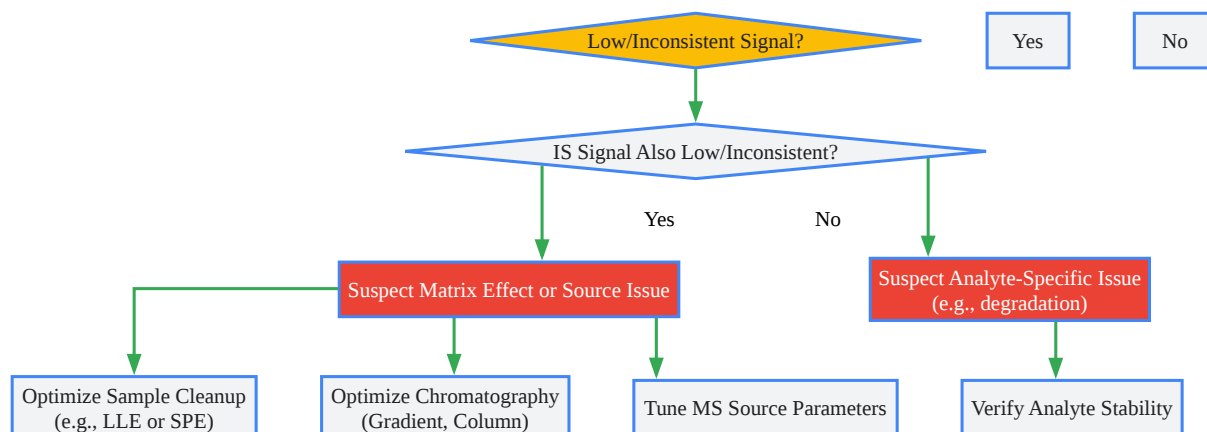 Low/Inconsistent Signal?
Yes
No
IS Signal Also Low/Inconsistent?
Yes
No
Suspect Matrix Effect or Source Issue
Suspect Analyte-Specific Issue
(e.g., degradation)
Optimize Sample Cleanup
(e.g., LLE or SPE)
Optimize Chromatography
(Gradient, Column)
Tune MS Source Parameters
Verify Analyte Stability